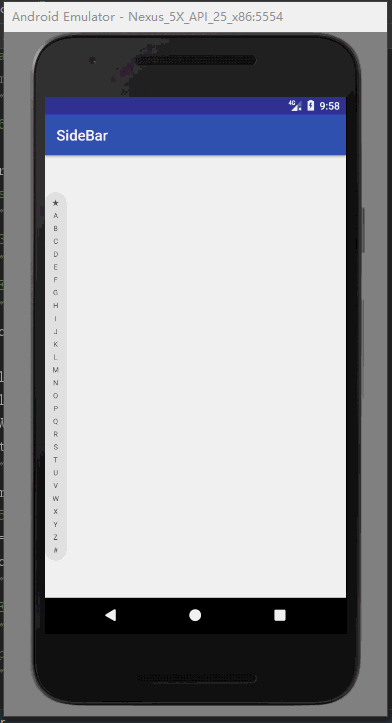 Android Emulator - Nexus_5X_API_25_x86:5554
4G 9:58
SideBar
★
A
B
C
D
E
F
G
H
I
J
K
L
M
N
O
P
Q
R
S
T
U
V
W
X
Y
Z
#